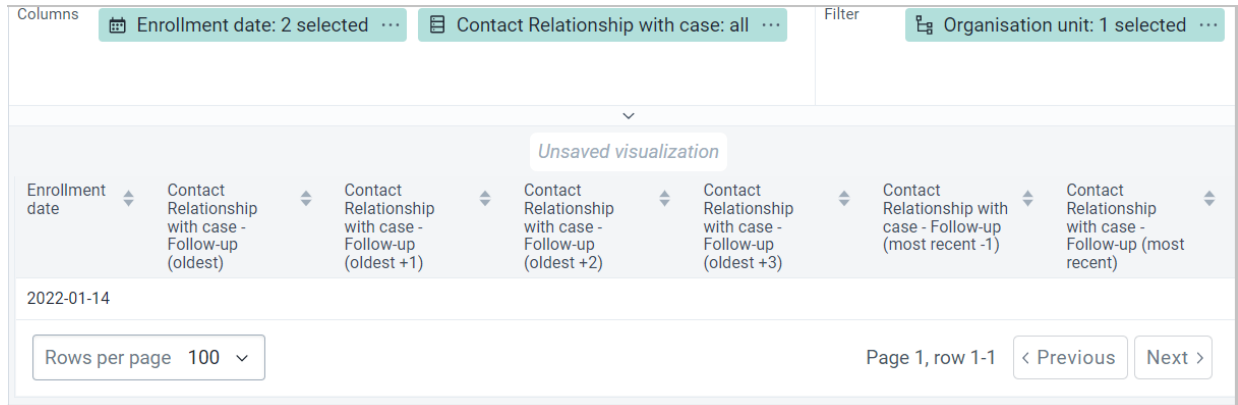 Columns
Enrollment date: 2 selected ...
Contact Relationship with case: all ...
Filter
Organisation unit: 1 selected ...
Unsaved visualization
Enrollment
date
Contact
Relationship
with case -
Follow-up
(oldest)
Contact
Relationship
with case -
Follow-up
(oldest +1)
Contact
Relationship
with case -
Follow-up
(oldest +2)
Contact
Relationship
with case -
Follow-up
(oldest +3)
Contact
Relationship with
case - Follow-up
(most recent -1)
Contact
Relationship
with case -
Follow-up (most
recent)
2022-01-14
Rows per page 100
Page 1, row 1-1
< Previous
Next >